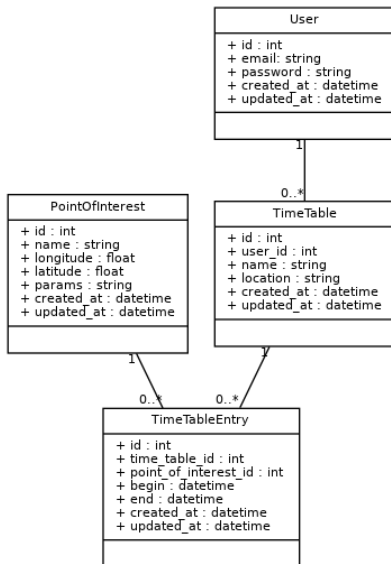 User
+ id : int
+ email: string
+ password : string
+ created_at : datetime
+ updated_at : datetime
1
0..*
PointOfInterest
+ id : int
+ name : string
+ longitude : float
+ latitude : float
+ params : string
+ created_at : datetime
+ updated_at : datetime
1
TimeTable
+ id : int
+ user_id : int
+ name : string
+ location : string
+ created_at : datetime
+ updated_at : datetime
1
0..*
0..*
TimeTableEntry
+ id : int
+ time_table_id : int
+ point_of_interest_id : int
+ begin : datetime
+ end : datetime
+ created_at : datetime
+ updated_at : datetime